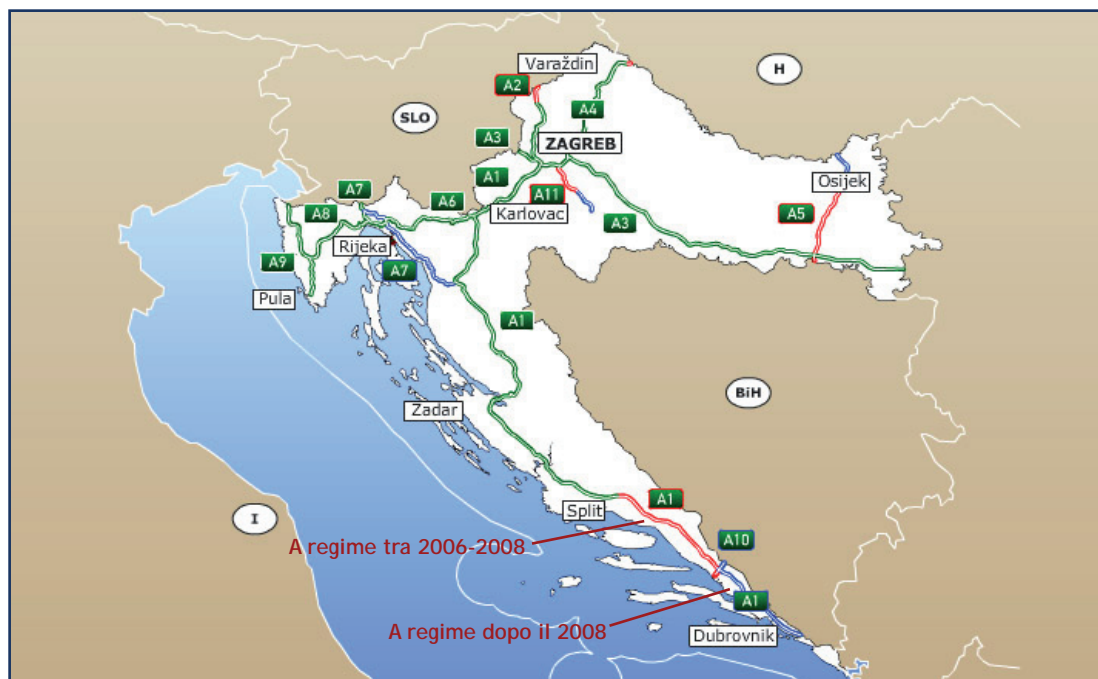 H
Varaždin
A2
A4
SLO
A3
ZAGREB
A1
Osijek
A7
A6
A11
A8
Karlovac
A5
A3
Rijeka
A9
A7
Pula
A1
BiH
Zadar
A1
Split
I
A10
A regime tra 2006-2008
A1
A regime dopo il 2008
Dubrovnik